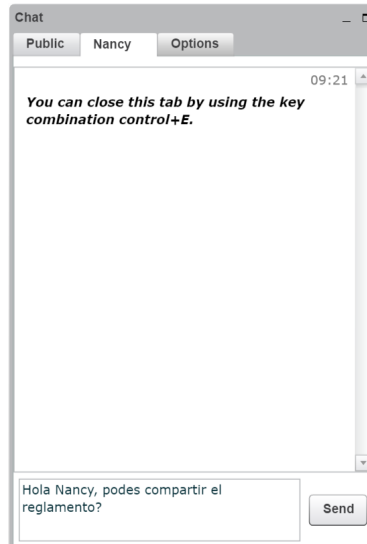 Chat
Public Nancy Options
09:21
You can close this tab by using the key
combination control+E.
Hola Nancy, podes compartir el
reglamento?
Send